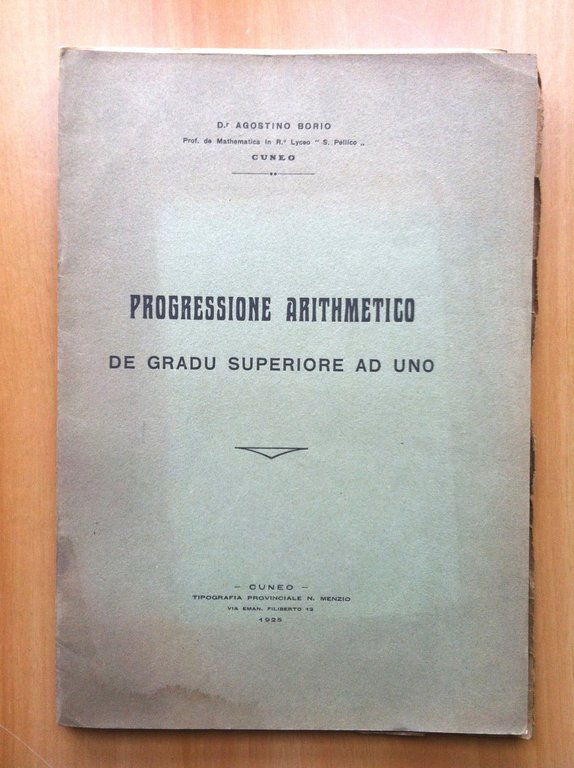 D.r AGOSTINO BORIO
Prof. de Mathematica in R.º Lyceo " S. Pellico „
CUNEO
PROGRESSIONE ARITHMETICO
DE GRADU SUPERIORE AD UNO
– CUNEO –
TIPOGRAFIA PROVINCIALE N. MENZIO
VIA EMAN. FILIBERTO 12
1925